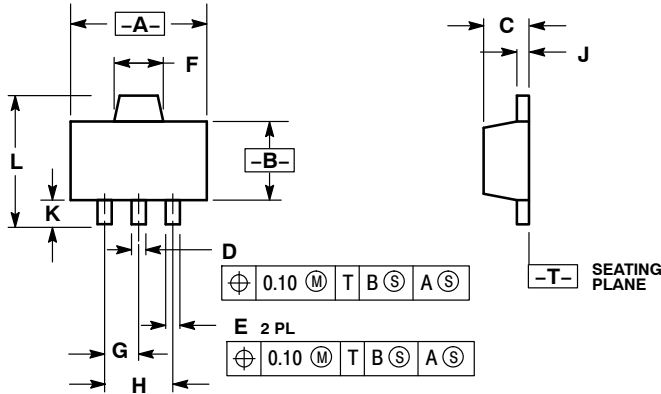 –A–
C
F
J
L
–B–
K
D
⌖ 0.10 Ⓜ T B Ⓢ A Ⓢ
–T– SEATING
PLANE
E 2 PL
⌖ 0.10 Ⓜ T B Ⓢ A Ⓢ
G
H